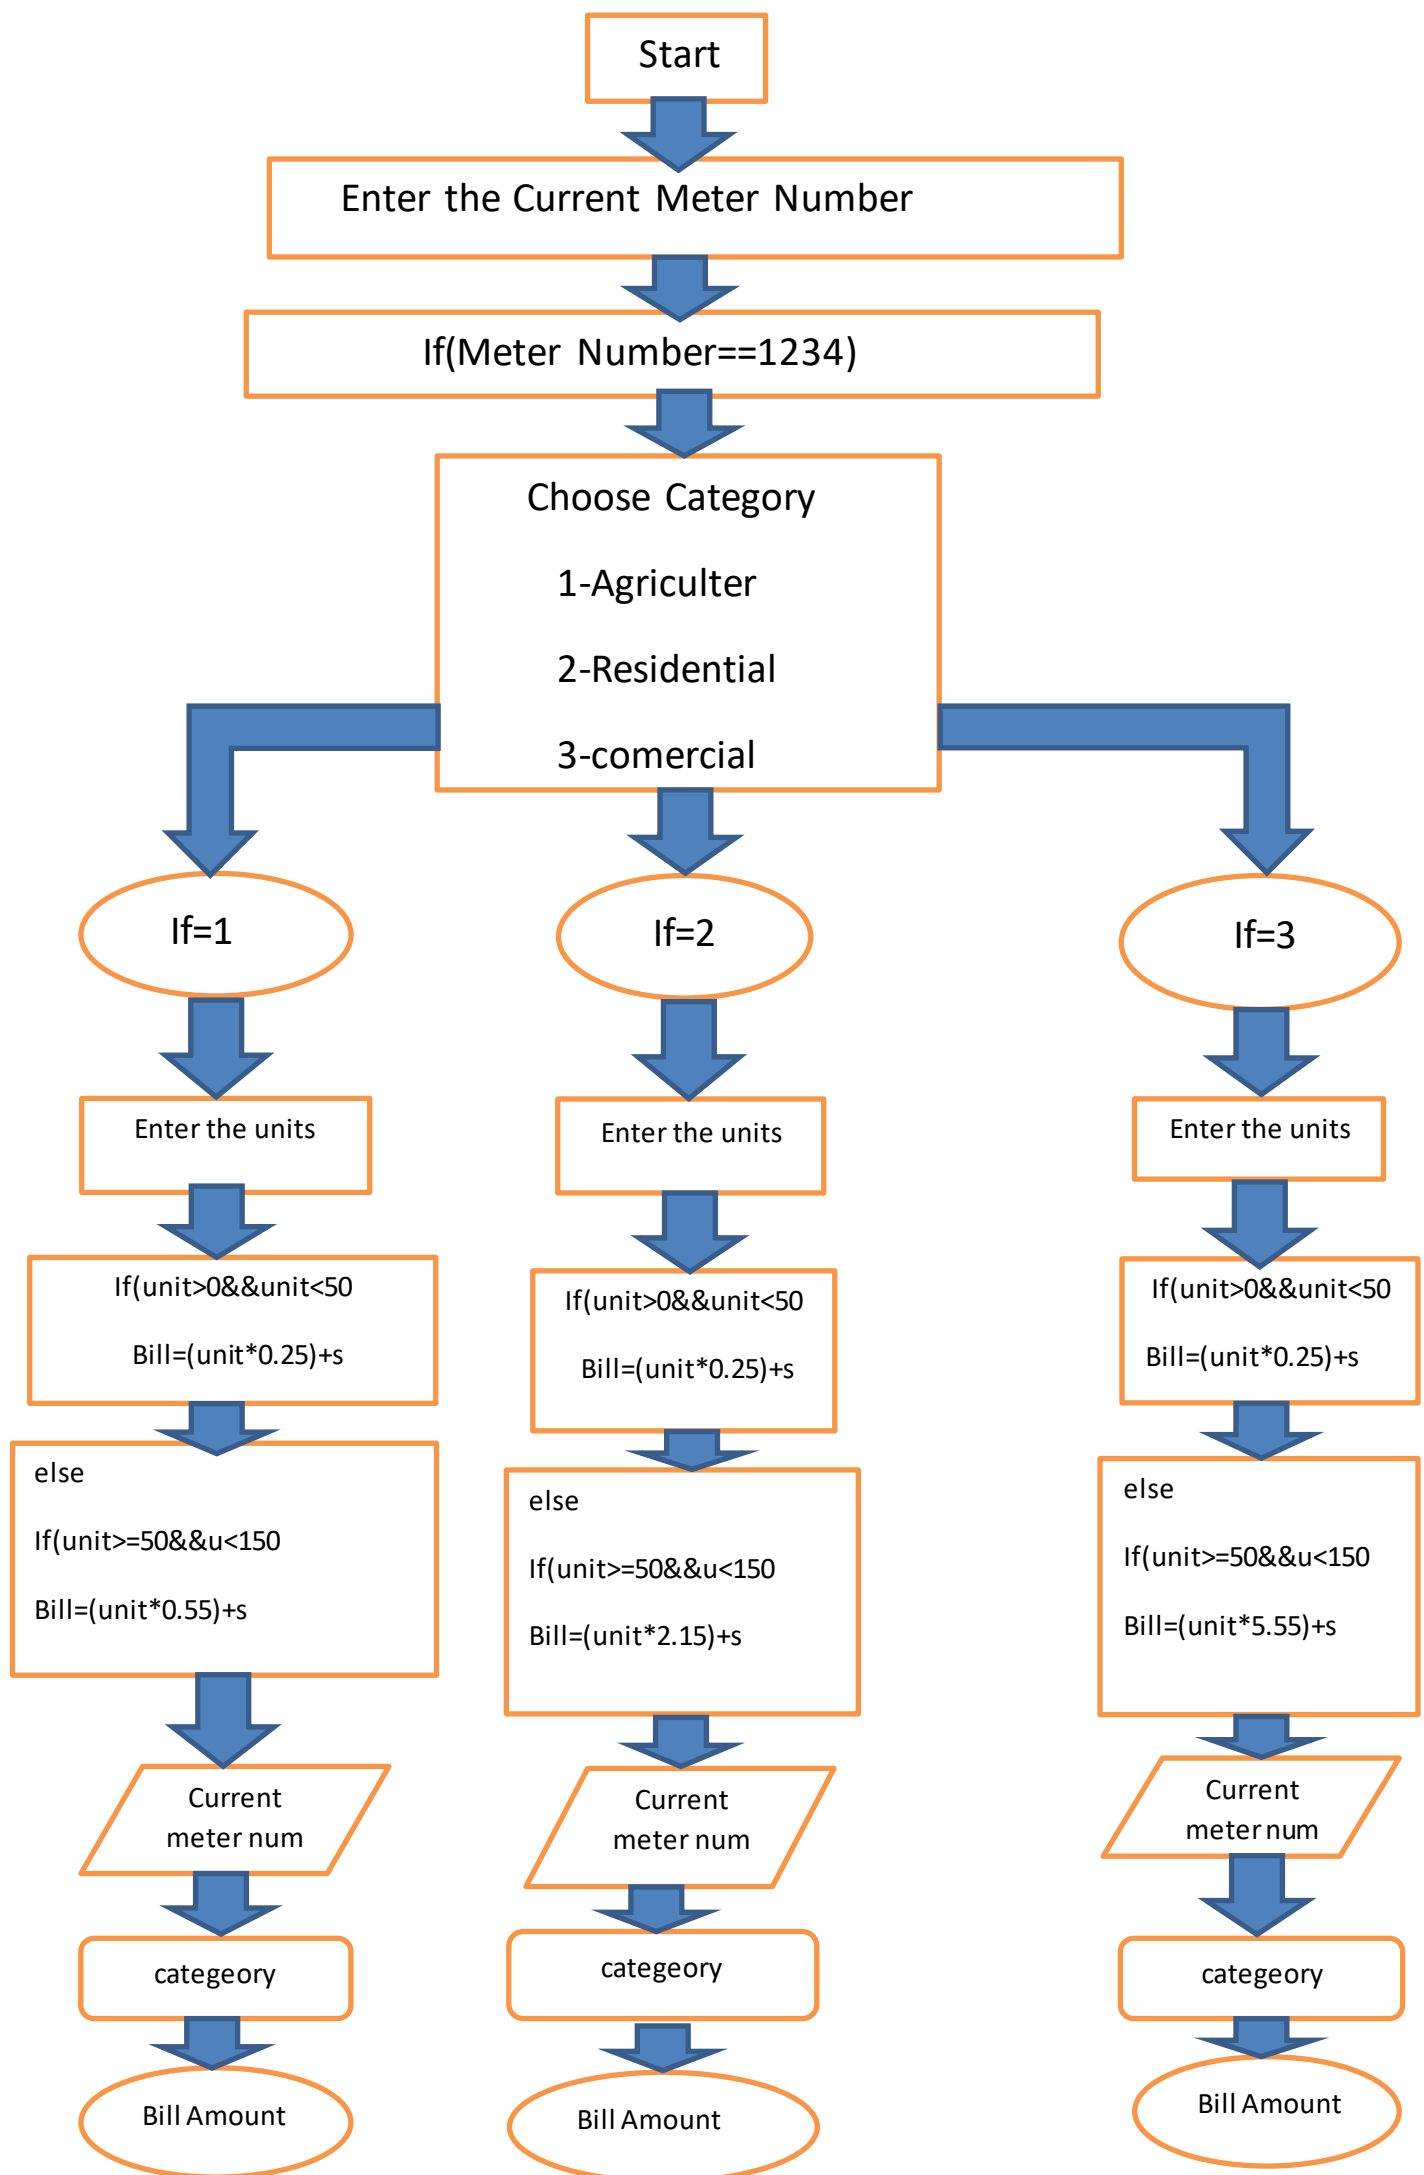 Start
Enter the Current Meter Number
If(Meter Number==1234)
Choose Category
1-Agriculter
2-Residential
3-comercial
If=1
Enter the units
If(unit>0&&unit<50
Bill=(unit*0.25)+s
else
If(unit>=50&&u<150
Bill=(unit*0.55)+s
Current
meter num
categeory
Bill Amount
If=2
Enter the units
If(unit>0&&unit<50
Bill=(unit*0.25)+s
else
If(unit>=50&&u<150
Bill=(unit*2.15)+s
Current
meter num
categeory
Bill Amount
If=3
Enter the units
If(unit>0&&unit<50
Bill=(unit*0.25)+s
else
If(unit>=50&&u<150
Bill=(unit*5.55)+s
Current
meter num
categeory
Bill Amount